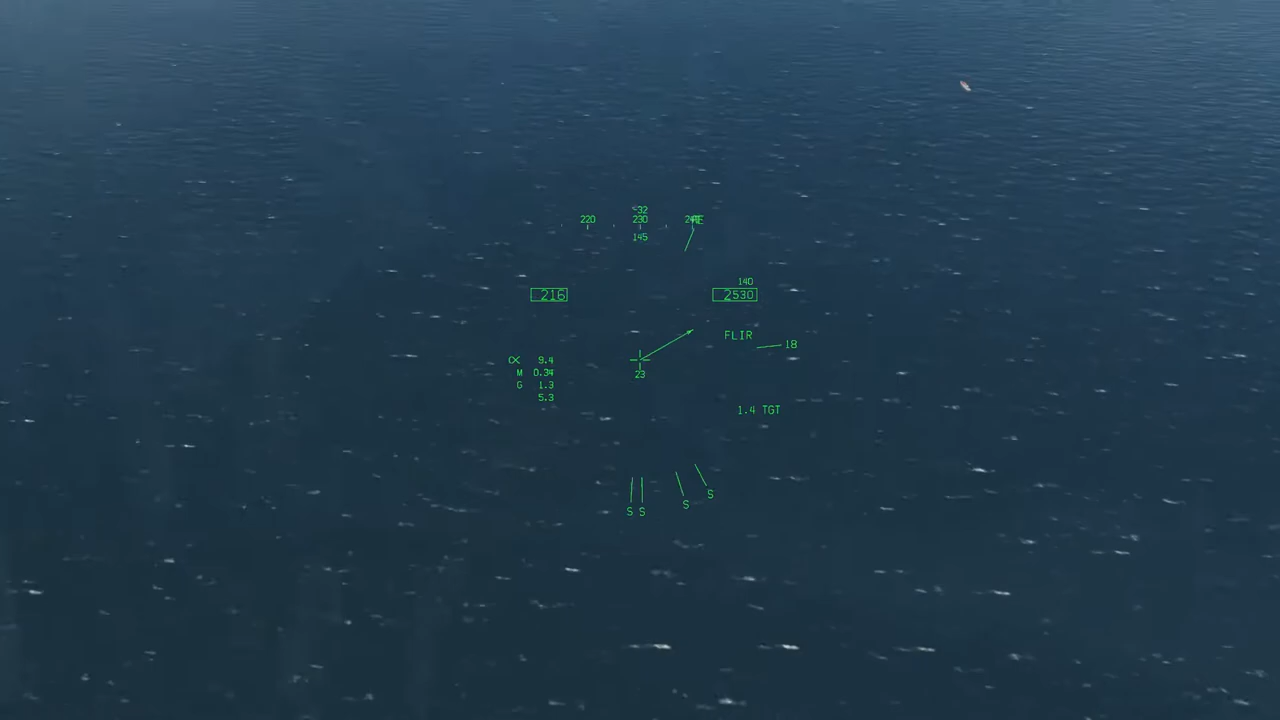 <32
220 230
145
140
216 2530
FLIR
18
α 9.4
M 0.34
23
G 1.3
5.3
1.4 TGT
S
S
S S